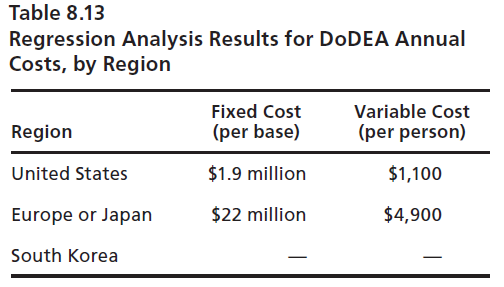 Table 8.13
Regression Analysis Results for DoDEA Annual
Costs, by Region
Fixed Cost Variable Cost
Region (per base) (per person)
United States $1.9 million $1,100
Europe or Japan $22 million $4,900
South Korea — —